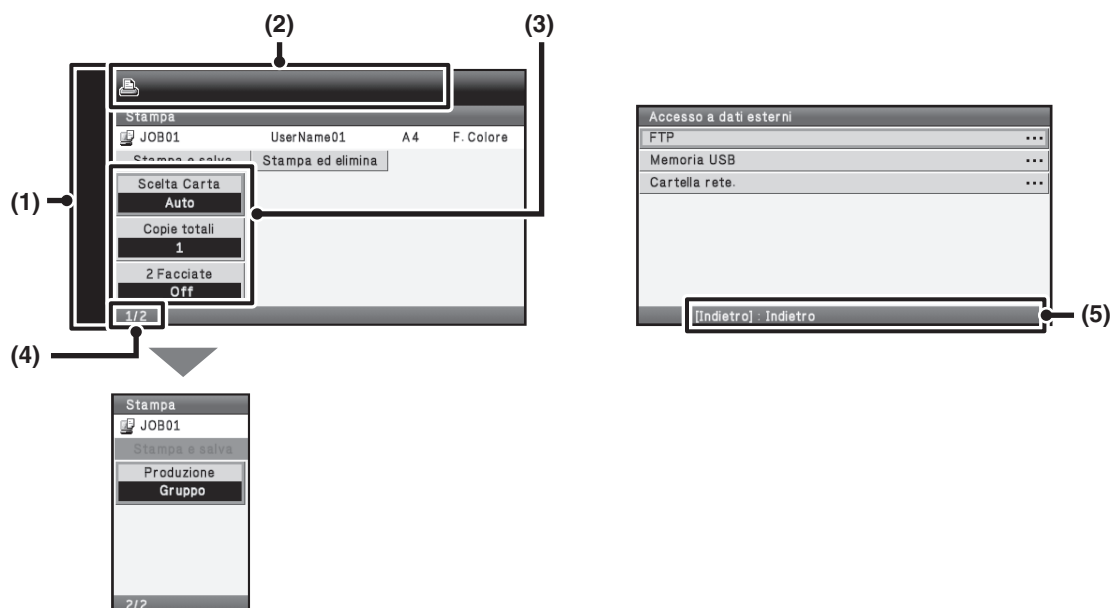 (2)
(3)
Stampa
JOB01 UserName01 A4 F. Colore
Stampa e salva Stampa ed elimina
(1)
Scelta Carta
Auto
Copie totali
1
2 Facciate
Off
1/2
(4)
Accesso a dati esterni
FTP ...
Memoria USB ...
Cartella rete. ...
[Indietro] : Indietro
(5)
Stampa
JOB01
Stampa e salva
Produzione
Gruppo
2/2